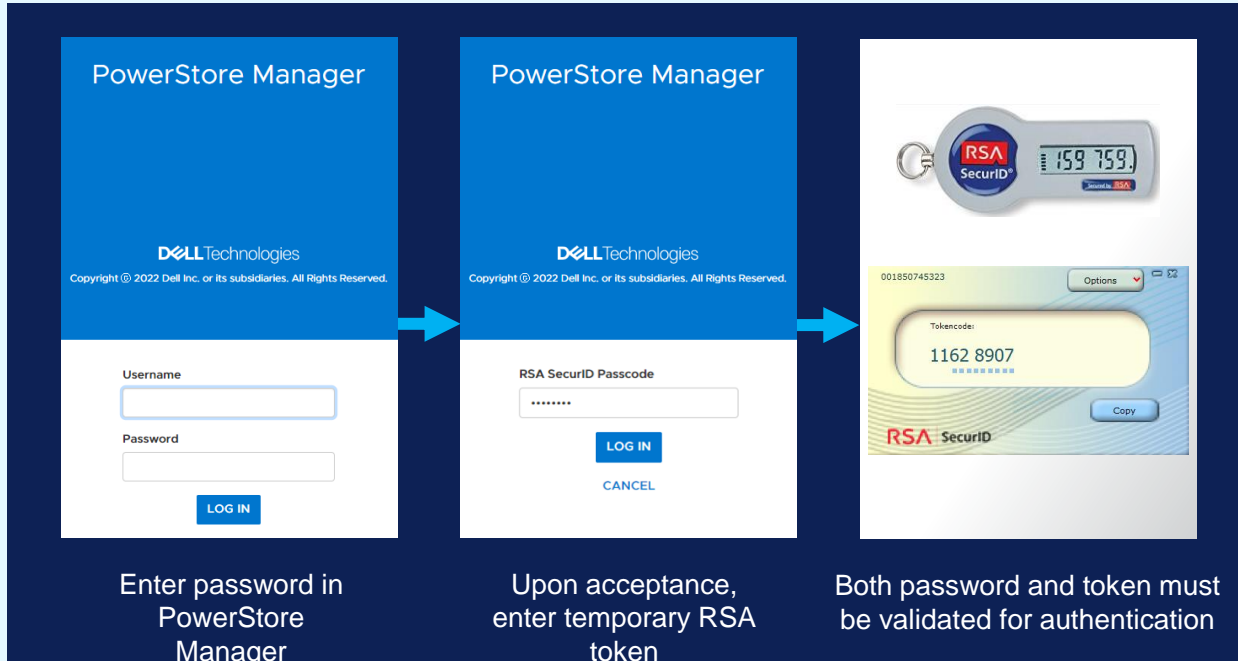 PowerStore Manager
DELLTechnologies
Copyright © 2022 Dell Inc. or its subsidiaries. All Rights Reserved.
Username
Password
LOG IN
Enter password in
PowerStore
Manager
PowerStore Manager
DELLTechnologies
Copyright © 2022 Dell Inc. or its subsidiaries. All Rights Reserved.
RSA SecurID Passcode
LOG IN
CANCEL
Upon acceptance,
enter temporary RSA
token
RSA
SecurID®
159 759
Secured by RSA
001850745323
Options
Tokencode:
1162 8907
Copy
RSA SecurID
Both password and token must
be validated for authentication